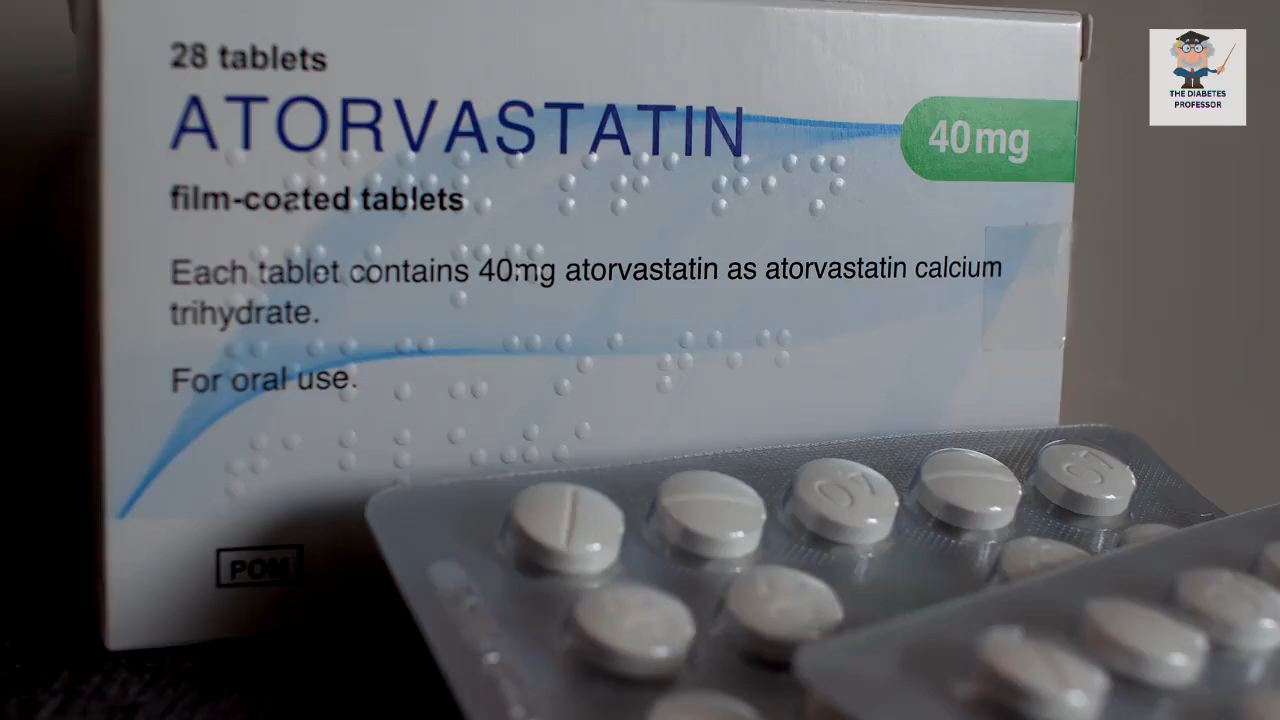 28 tablets
ATORVASTATIN
40mg
film-coated tablets
Each tablet contains 40mg atorvastatin as atorvastatin calcium
trihydrate.
For oral use.
POM
THE DIABETES
PROFESSOR